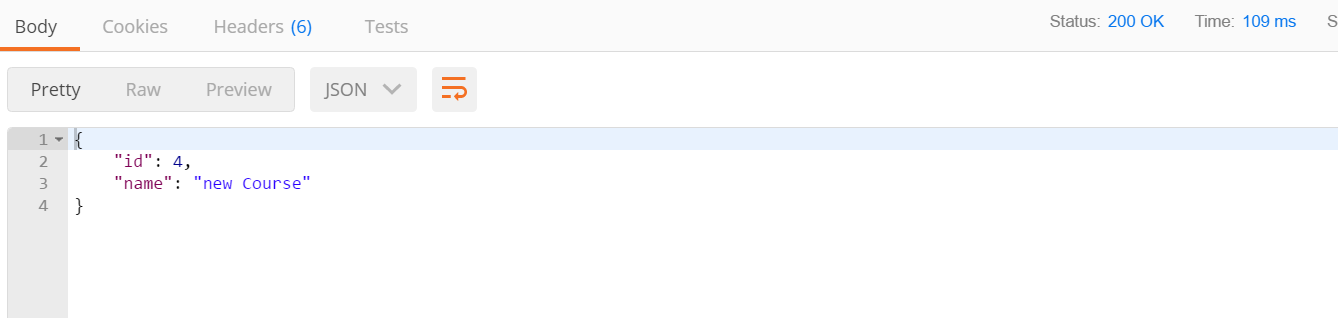 Body Cookies Headers (6) Tests Status: 200 OK Time: 109 ms S
Pretty Raw Preview JSON
1 {
2 "id": 4,
3 "name": "new Course"
4 }